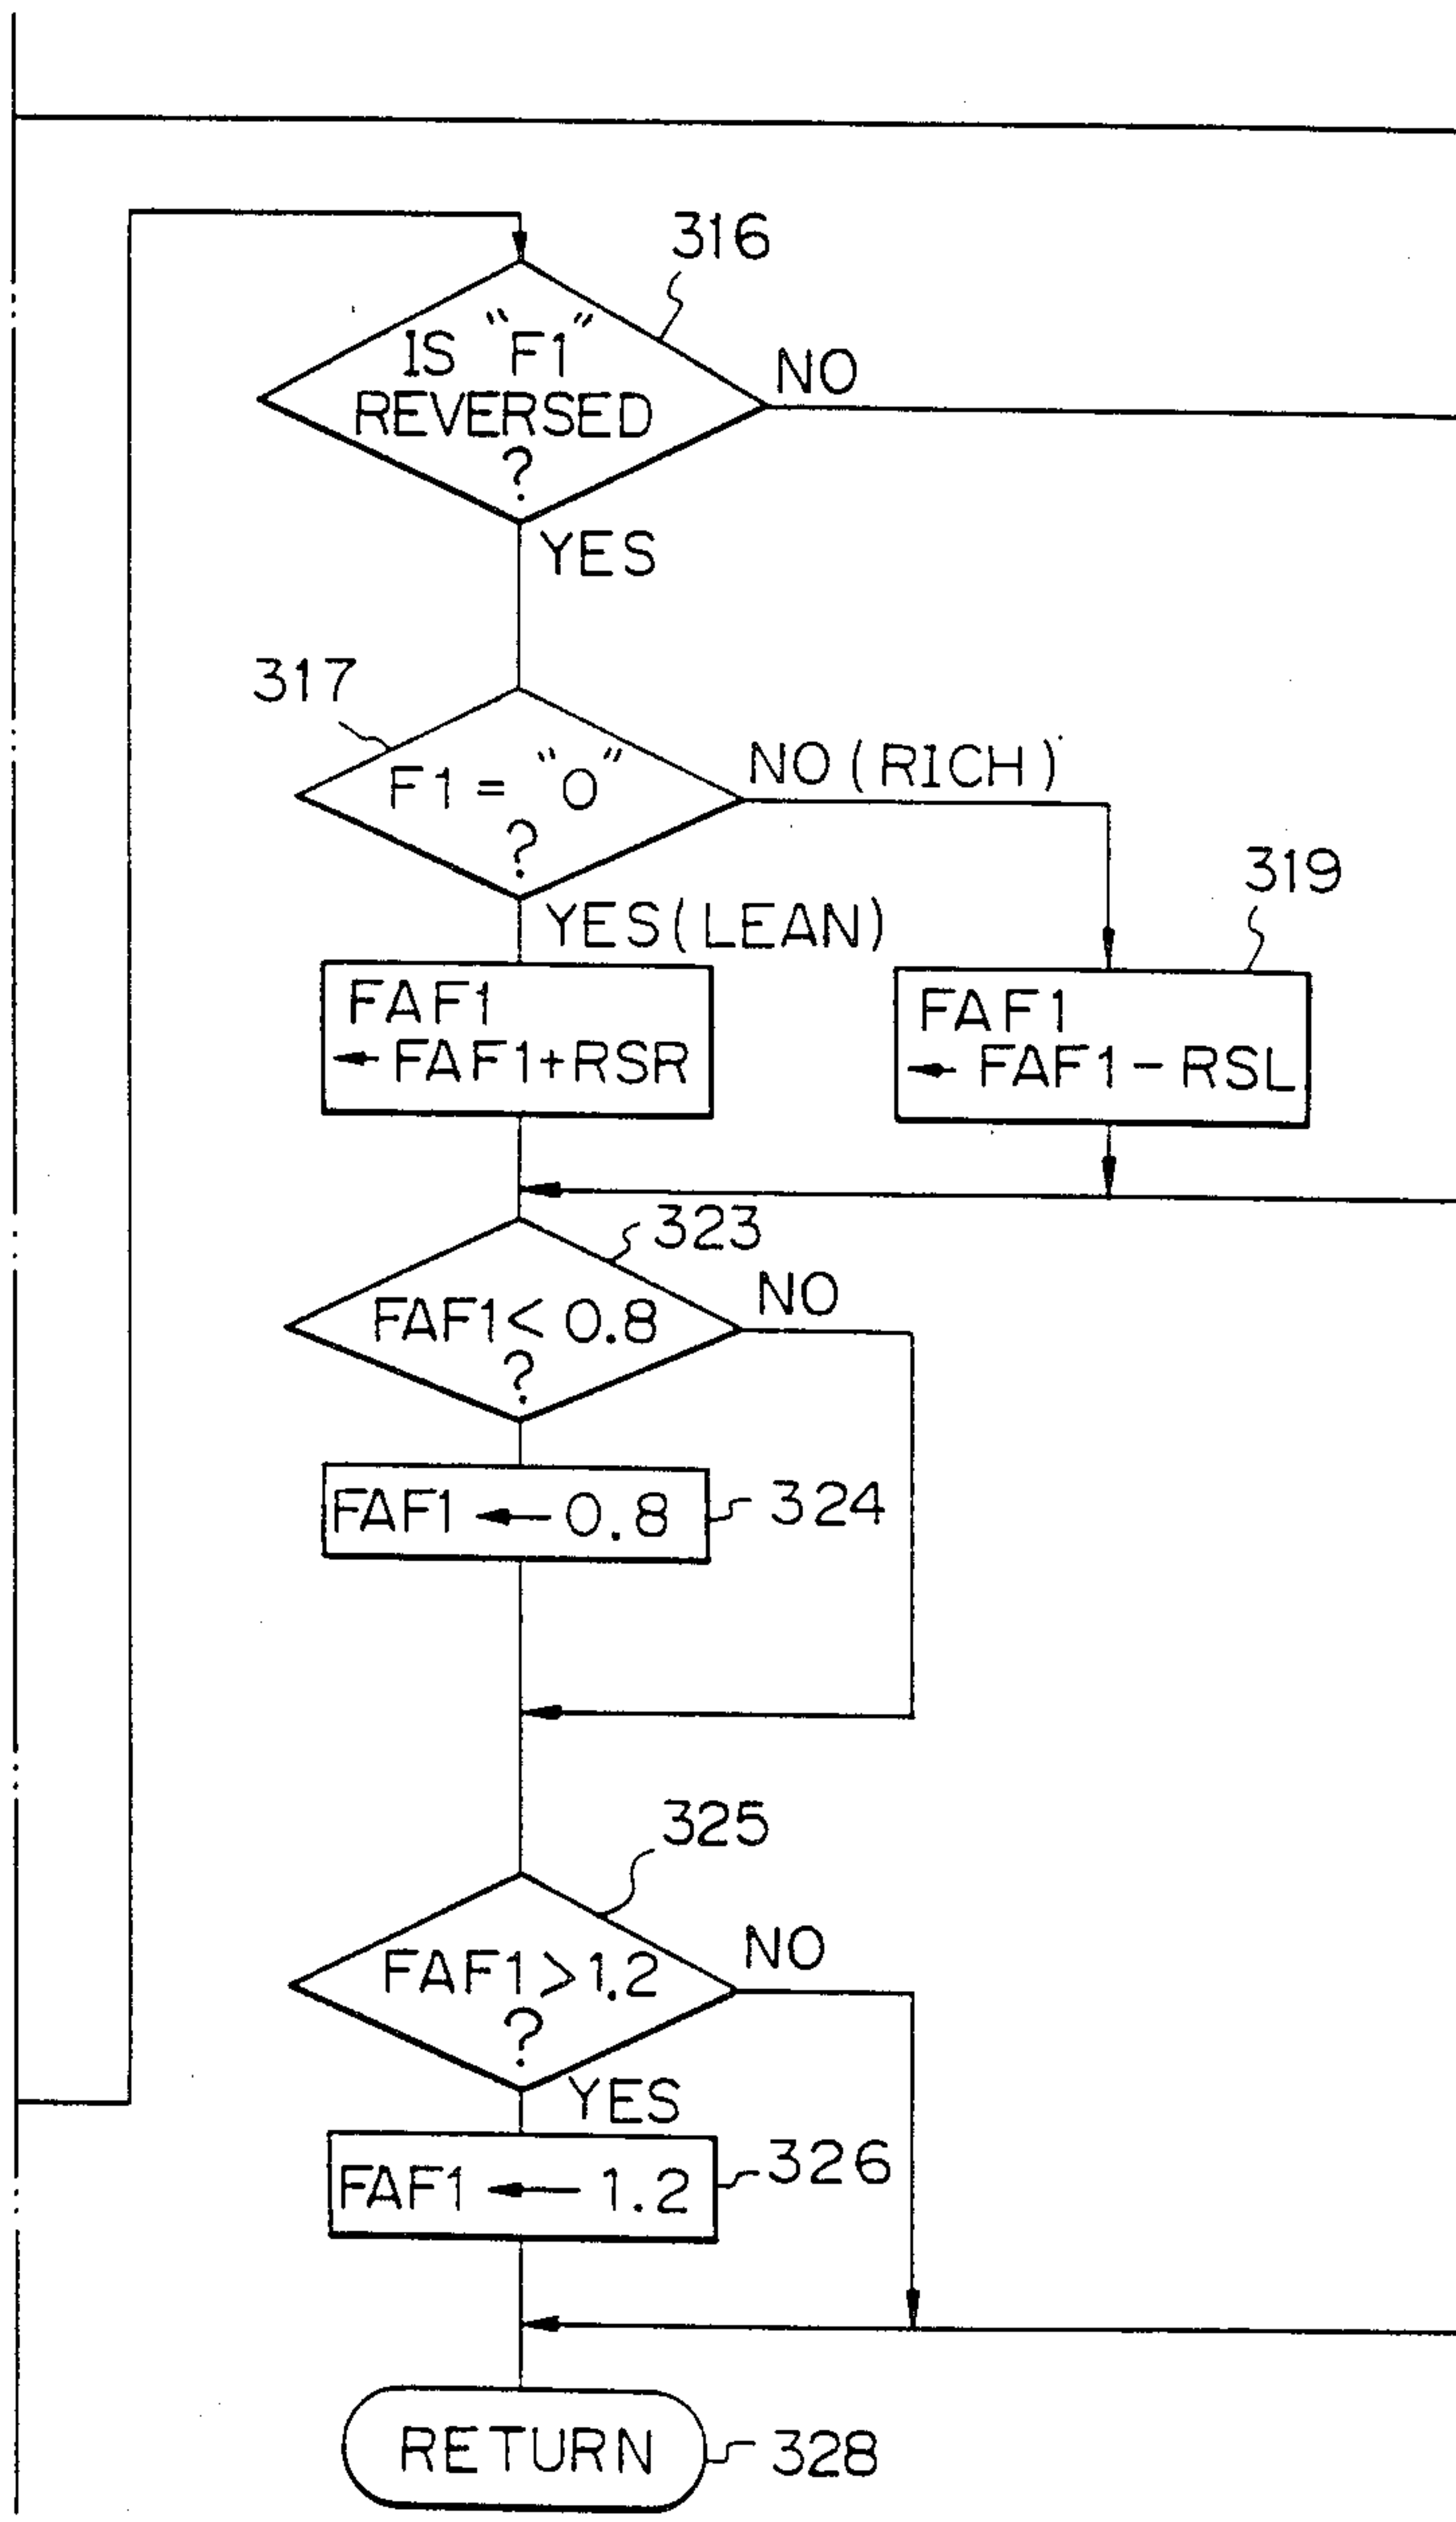 316
IS "F1"
REVERSED
?
NO
YES
317
F1 = "0"
?
NO (RICH)
YES (LEAN)
319
FAF1
← FAF1+RSR
FAF1
← FAF1-RSL
323
FAF1< 0.8
?
NO
FAF1 ← 0.8
324
325
FAF1>1.2
?
NO
YES
FAF1 ← 1.2
326
RETURN
328